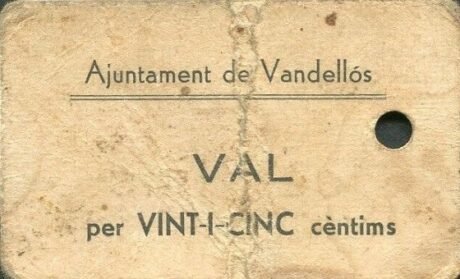 Ajuntament de Vandellós
VAL
per VINT-I-CINC cèntims